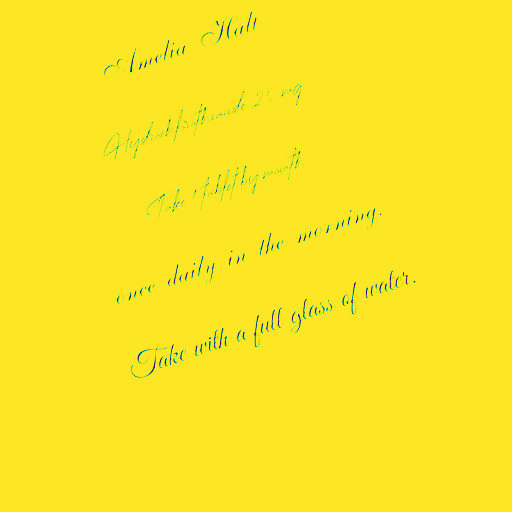 Amelia Hall
Hydrochlorothiazide 25 mg
Take 1 tablet by mouth
once daily in the morning.
Take with a full glass of water.